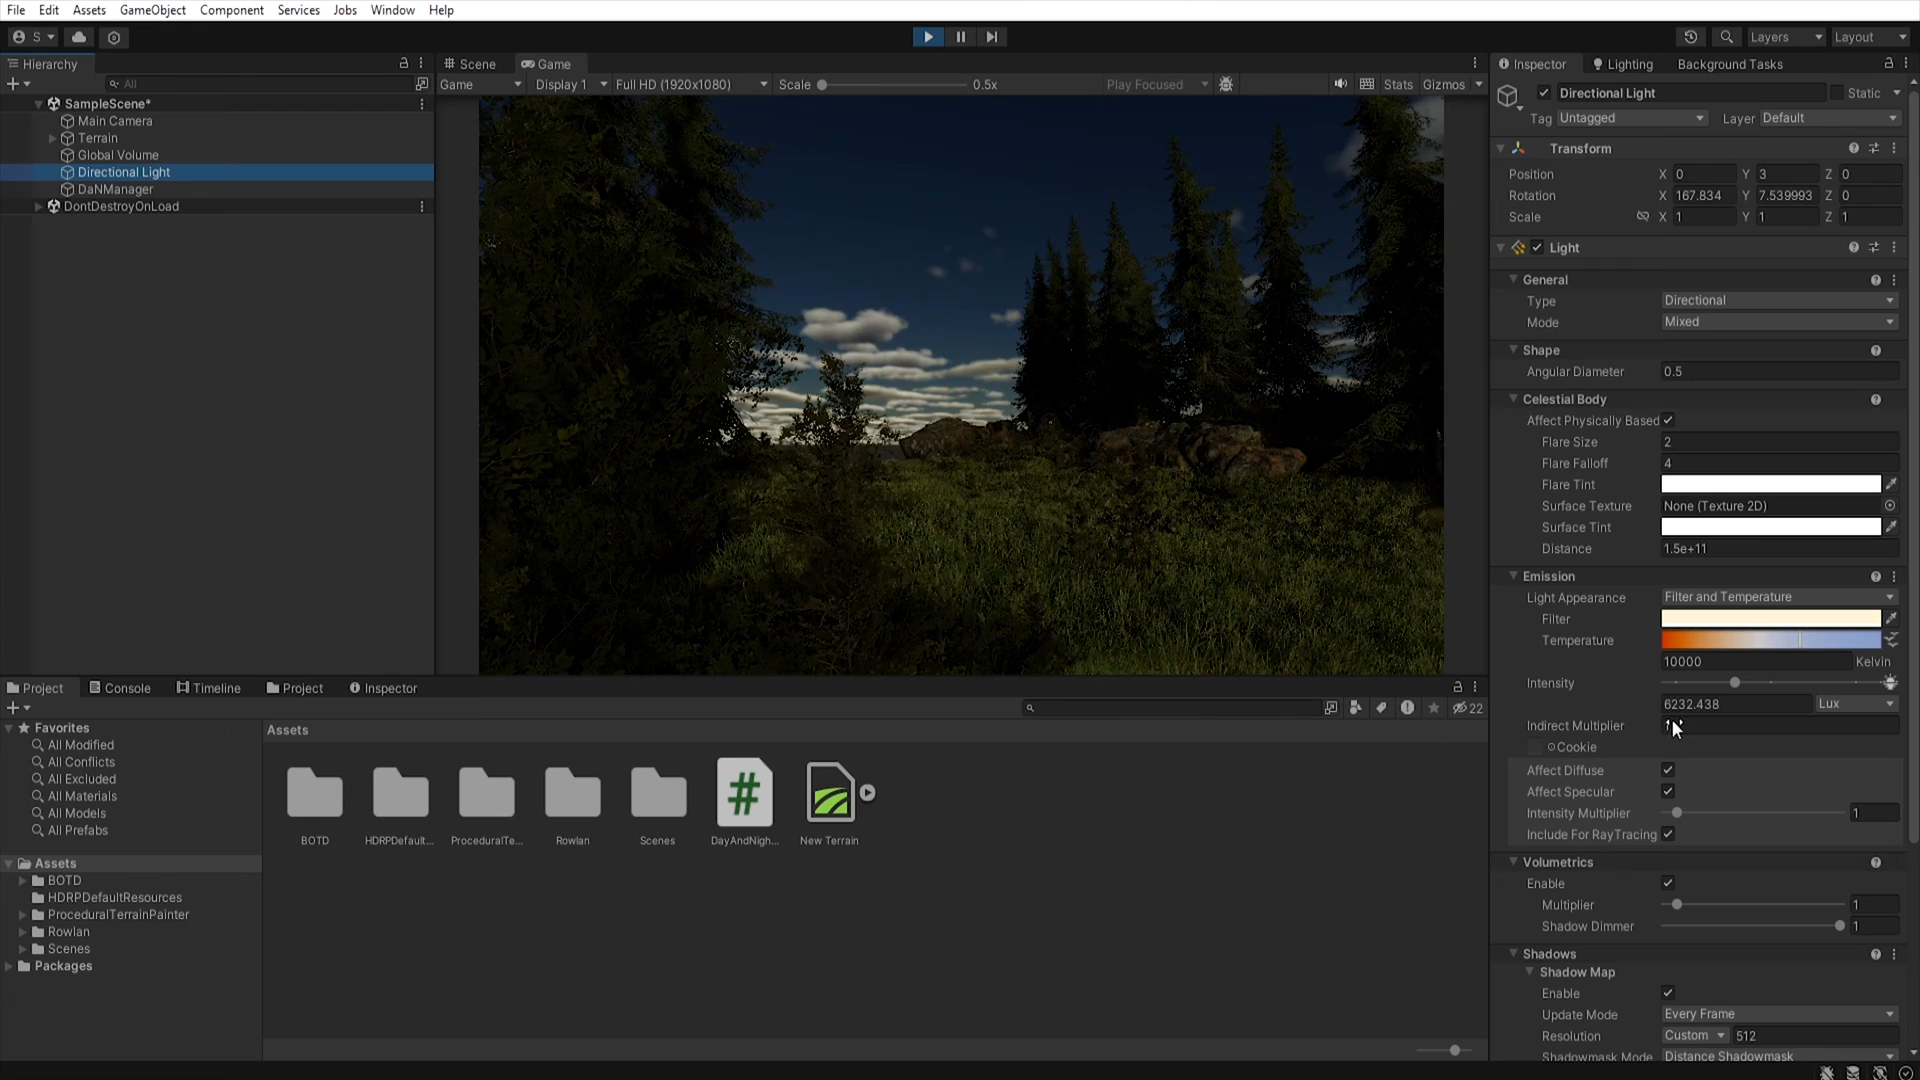 File Edit Assets GameObject Component Services Jobs Window Help
S
Layers Layout
Hierarchy
All
SampleScene*
Main Camera
Terrain
Global Volume
Directional Light
DaNManager
DontDestroyOnLoad
Scene Game
Game Display 1 Full HD (1920x1080) Scale 0.5x Play Focused Stats Gizmos
Inspector Lighting Background Tasks
Directional Light Static
Tag Untagged Layer Default
Transform
Position X 0 Y 3 Z 0
Rotation X 167.834 Y 7.539993 Z 0
Scale X 1 Y 1 Z 1
Light
General
Type Directional
Mode Mixed
Shape
Angular Diameter 0.5
Celestial Body
Affect Physically Based
Flare Size 2
Flare Falloff 4
Flare Tint
Surface Texture None (Texture 2D)
Surface Tint
Distance 1.5e+11
Emission
Light Appearance Filter and Temperature
Filter
Temperature
10000 Kelvin
Intensity
6232.438 Lux
Indirect Multiplier
Cookie
Affect Diffuse
Affect Specular
Intensity Multiplier 1
Include For RayTracing
Volumetrics
Enable
Multiplier 1
Shadow Dimmer 1
Shadows
Shadow Map
Enable
Update Mode Every Frame
Resolution Custom 512
Shadowmask Mode Distance Shadowmask
Project Console Timeline Project Inspector
22
Favorites
All Modified
All Conflicts
All Excluded
All Materials
All Models
All Prefabs
Assets
BOTD
HDRPDefaultResources
ProceduralTerrainPainter
Rowlan
Scenes
Packages
Assets
BOTD HDRPDefault... ProceduralTe... Rowlan Scenes DayAndNigh... New Terrain